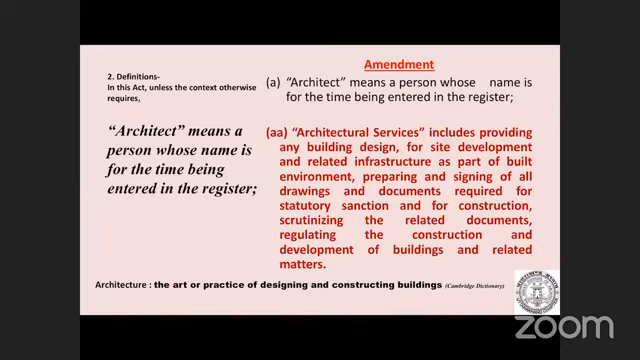 2. Definitions-
In this Act, unless the context otherwise
requires,
“Architect” means a
person whose name is
for the time being
entered in the register;
Amendment
(a) “Architect” means a person whose name is
for the time being entered in the register;
(aa) “Architectural Services” includes providing
any building design, for site development
and related infrastructure as part of built
environment, preparing and signing of all
drawings and documents required for
statutory sanction and for construction,
scrutinizing the related documents,
regulating the construction and
development of buildings and related
matters.
Architecture : the art or practice of designing and constructing buildings (Cambridge Dictionary)
zoom